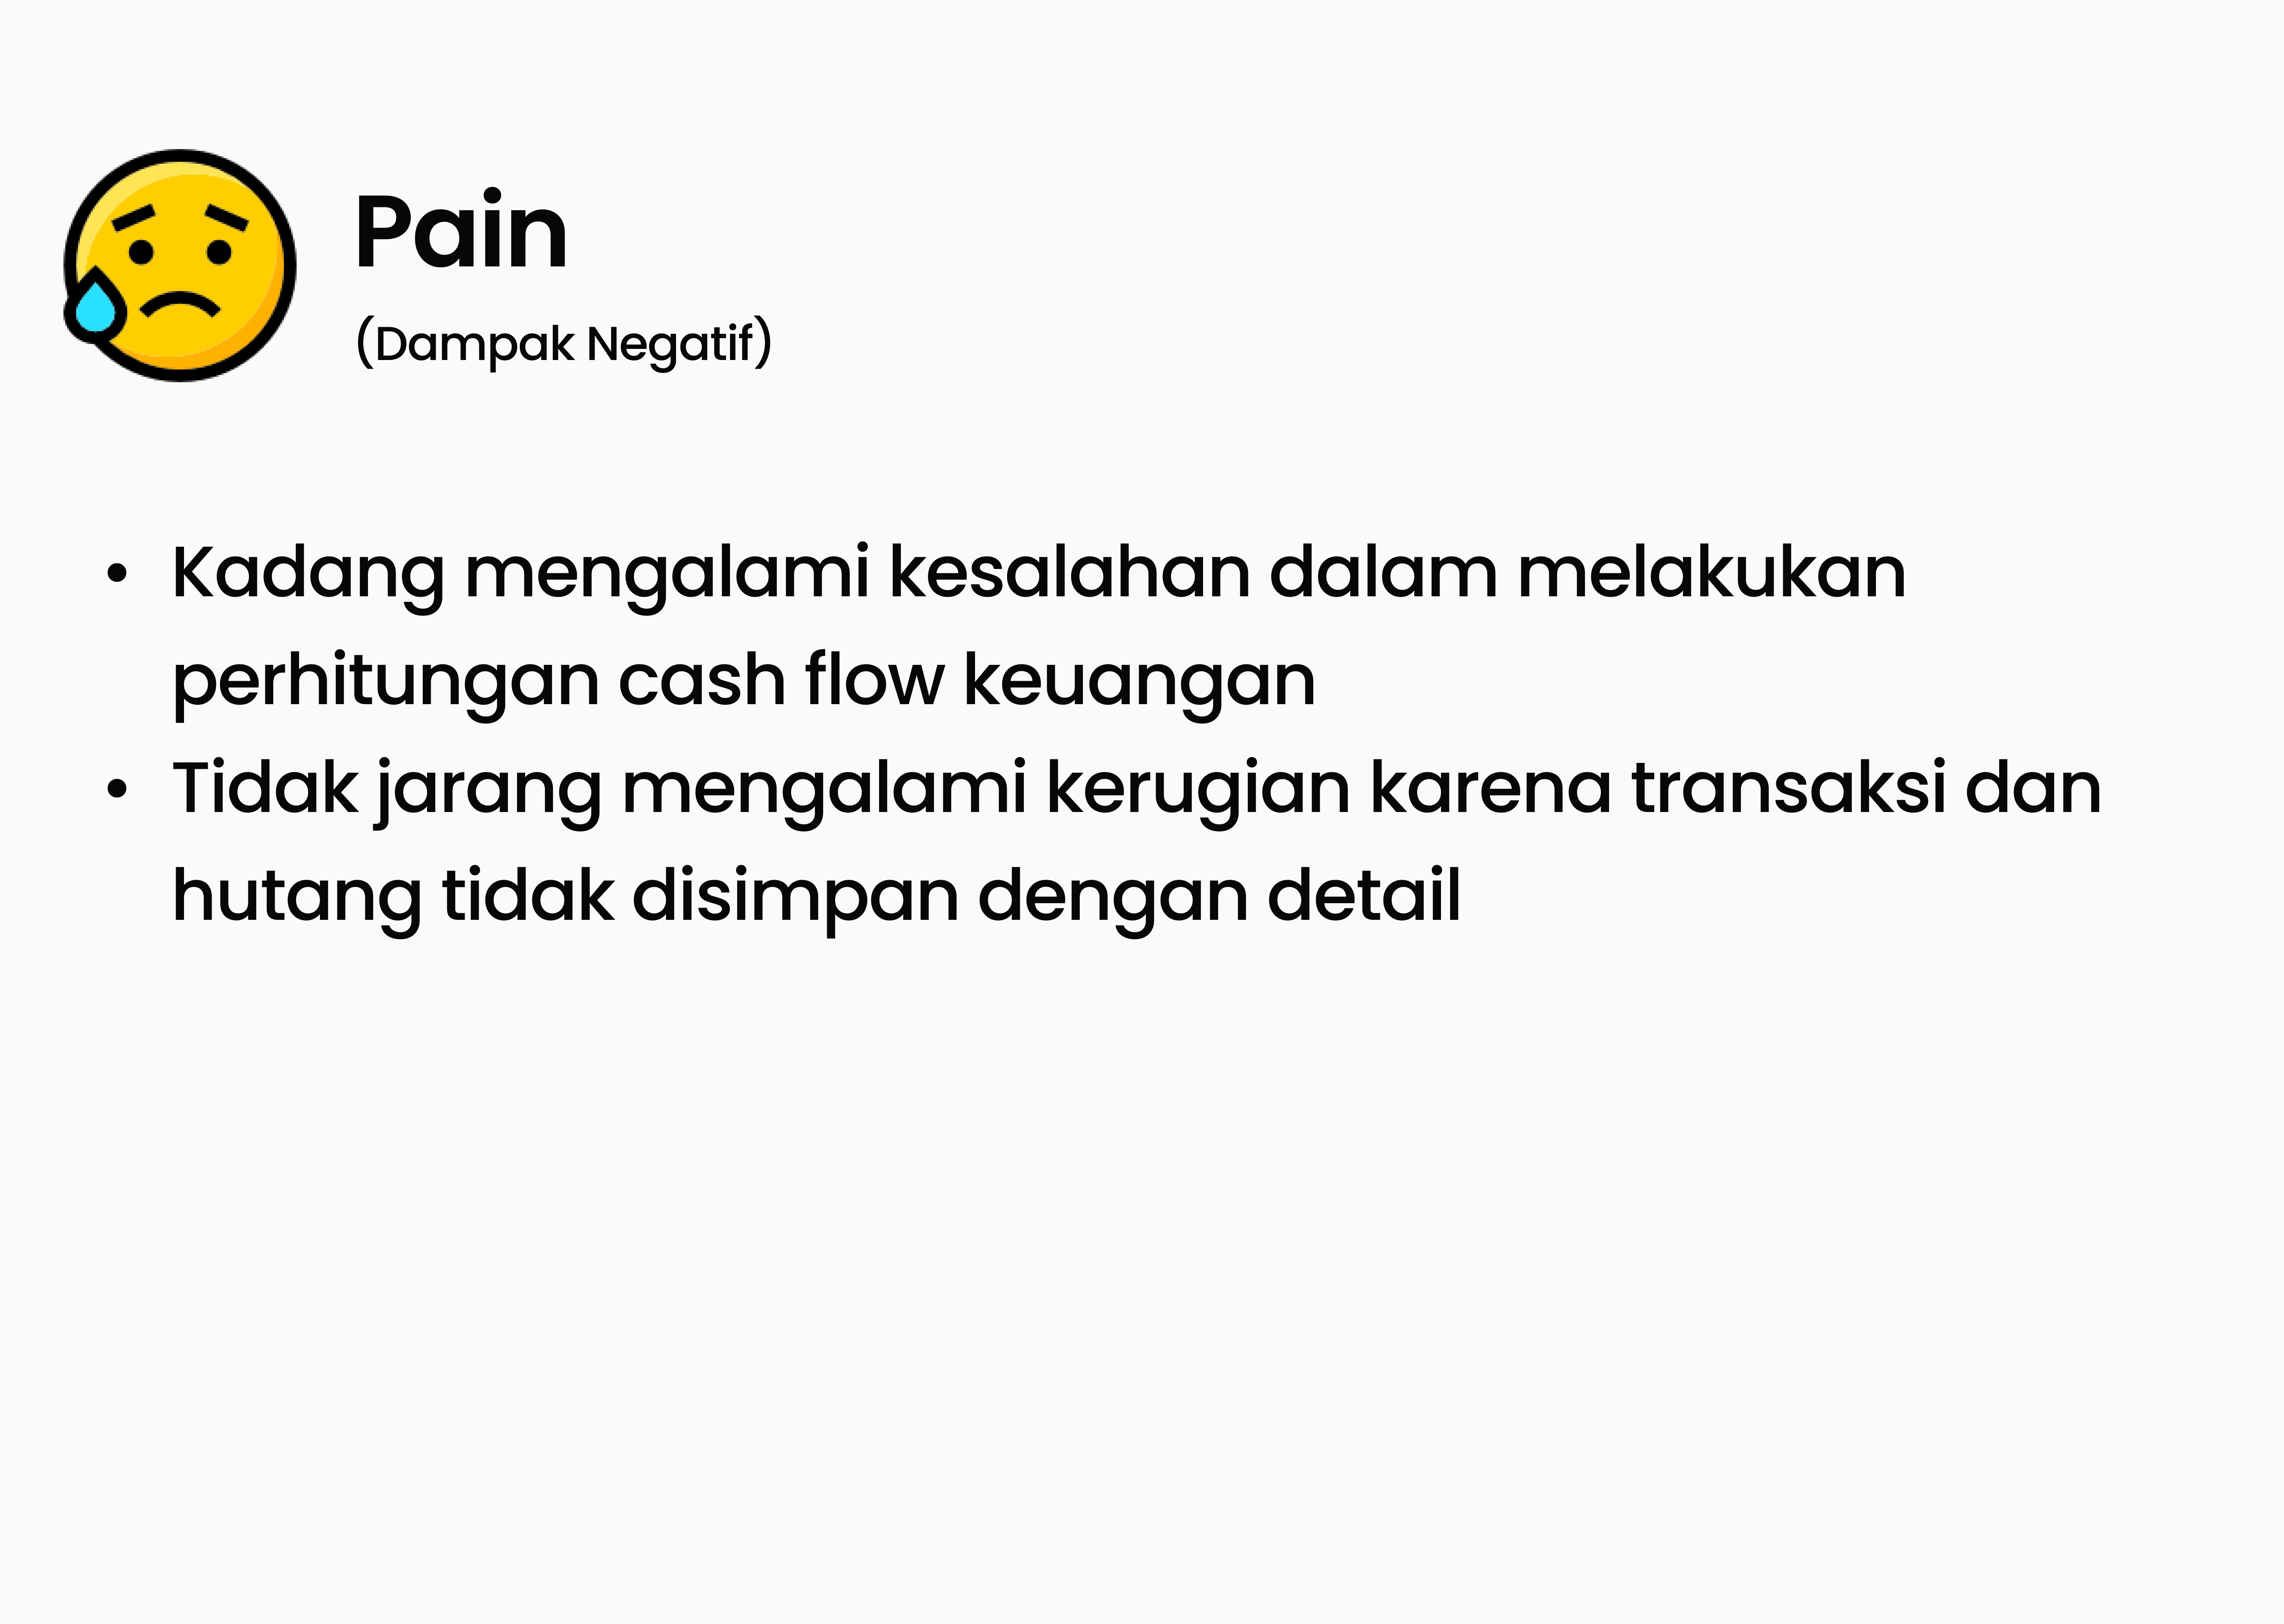 Pain
(Dampak Negatif)
• Kadang mengalami kesalahan dalam melakukan
perhitungan cash flow keuangan
• Tidak jarang mengalami kerugian karena transaksi dan
hutang tidak disimpan dengan detail